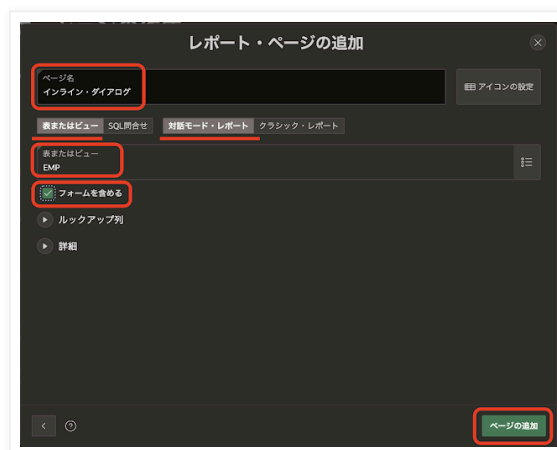 レポート・ページの追加
ページ名
インライン・ダイアログ
アイコンの設定
表またはビュー SQL問合せ 対話モード・レポート クラシック・レポート
表またはビュー
EMP
フォームを含める
ルックアップ列
詳細
ページの追加